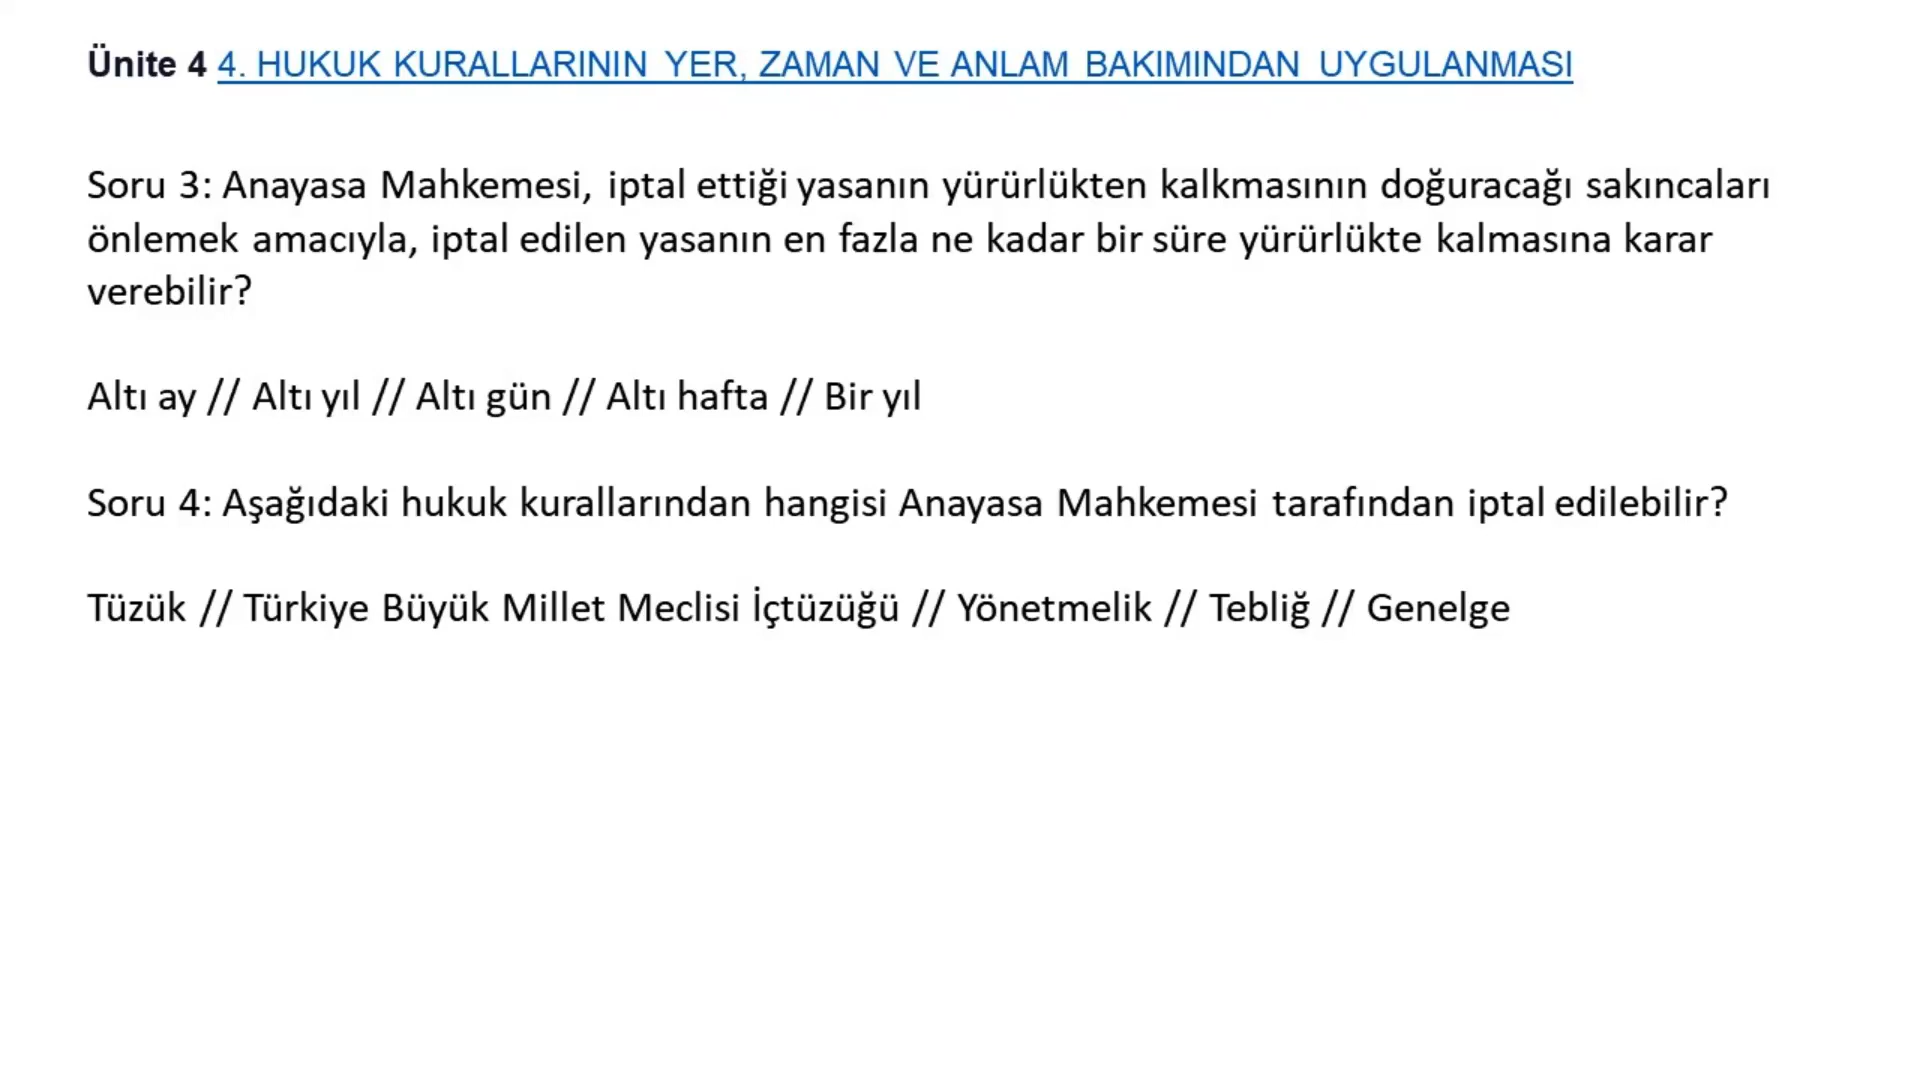 Ünite 4 4. HUKUK KURALLARININ YER, ZAMAN VE ANLAM BAKIMINDAN UYGULANMASI
Soru 3: Anayasa Mahkemesi, iptal ettiği yasanın yürürlükten kalkmasının doğuracağı sakıncaları
önlemek amacıyla, iptal edilen yasanın en fazla ne kadar bir süre yürürlükte kalmasına karar
verebilir?
Altı ay // Altı yıl // Altı gün // Altı hafta // Bir yıl
Soru 4: Aşağıdaki hukuk kurallarından hangisi Anayasa Mahkemesi tarafından iptal edilebilir?
Tüzük // Türkiye Büyük Millet Meclisi İçtüzüğü // Yönetmelik // Tebliğ // Genelge